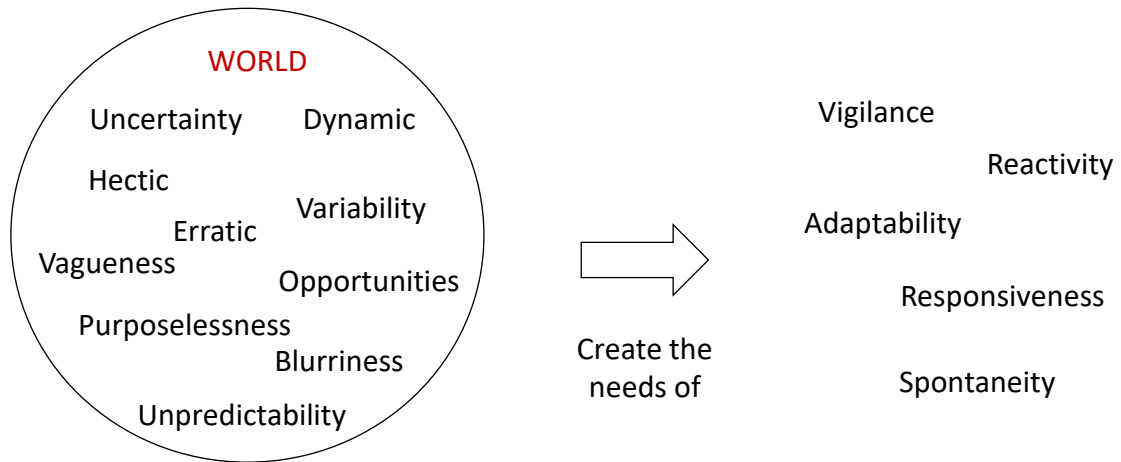 WORLD
Uncertainty
Dynamic
Hectic
Variability
Erratic
Vagueness
Opportunities
Purposelessness
Blurriness
Unpredictability
Create the
needs of
Vigilance
Reactivity
Adaptability
Responsiveness
Spontaneity